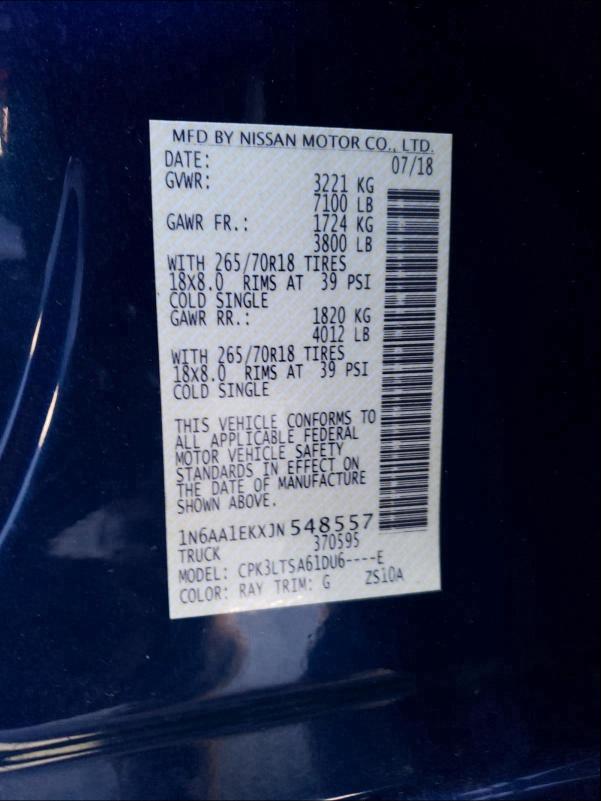 MFD BY NISSAN MOTOR CO., LTD.
DATE: 07/18
GVWR: 3221 KG
7100 LB
GAWR FR.: 1724 KG
3800 LB
WITH 265/70R18 TIRES
18X8.0 RIMS AT 39 PSI
COLD SINGLE
GAWR RR.: 1820 KG
4012 LB
WITH 265/70R18 TIRES
18X8.0 RIMS AT 39 PSI
COLD SINGLE
THIS VEHICLE CONFORMS TO
ALL APPLICABLE FEDERAL
MOTOR VEHICLE SAFETY
STANDARDS IN EFFECT ON
THE DATE OF MANUFACTURE
SHOWN ABOVE.
1N6AA1EKXJN548557
TRUCK 370595
MODEL: CPK3LTSA61DU6----E
COLOR: RAY TRIM: G ZS10A